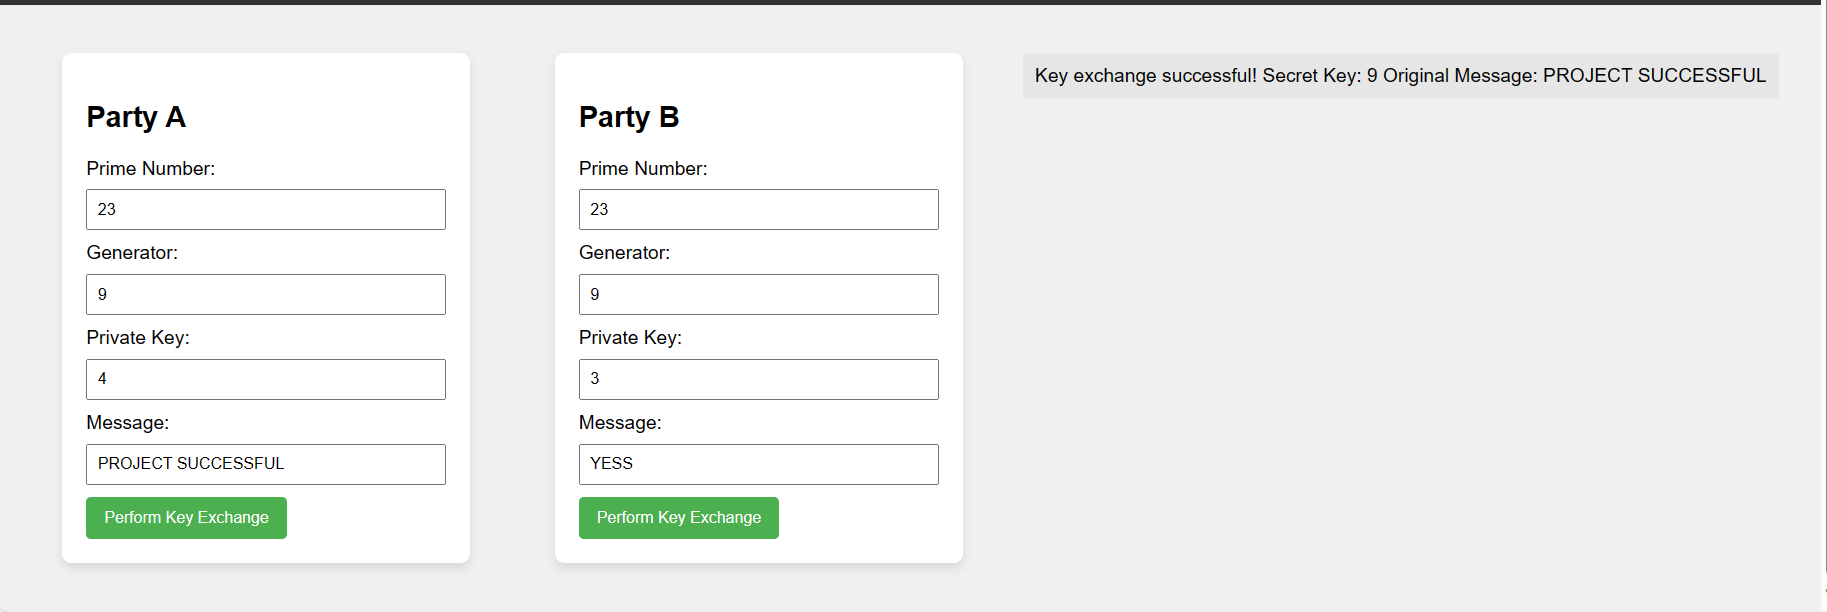 Party A
Prime Number:
23
Generator:
9
Private Key:
4
Message:
PROJECT SUCCESSFUL
Perform Key Exchange
Party B
Prime Number:
23
Generator:
9
Private Key:
3
Message:
YESS
Perform Key Exchange
Key exchange successful! Secret Key: 9 Original Message: PROJECT SUCCESSFUL